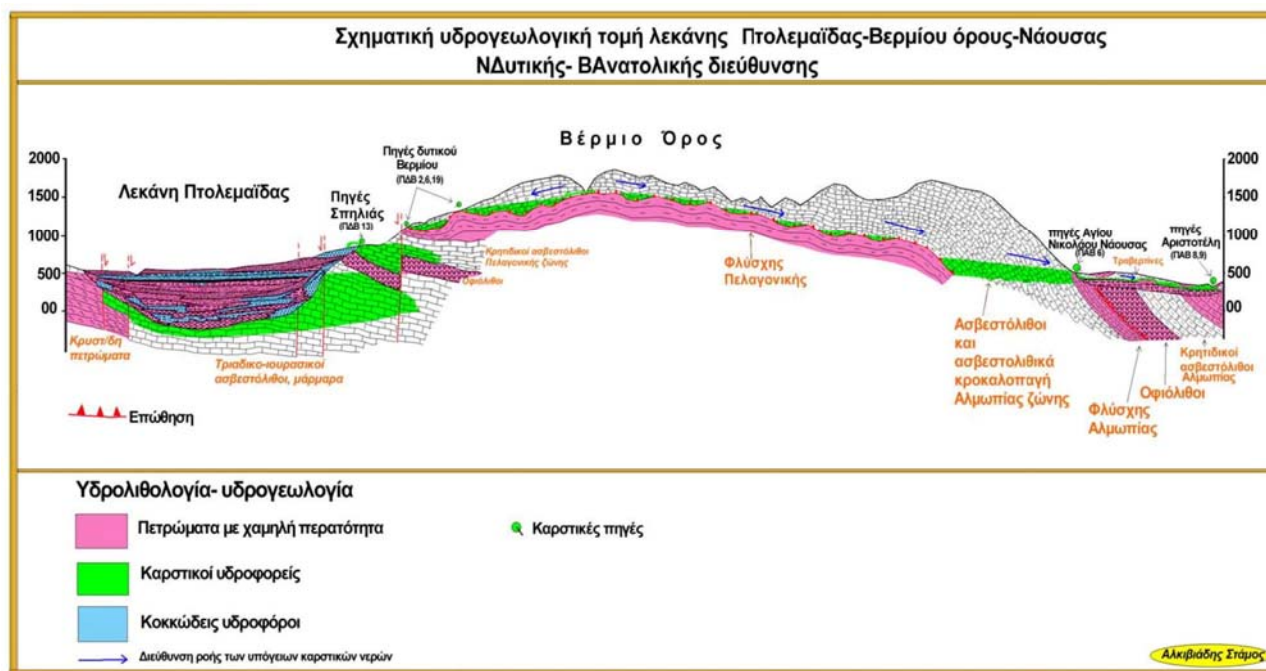 Σχηματική υδρογεωλογική τομή λεκάνης Πτολεμαΐδας-Βερμίου όρους-Νάουσας
ΝΔυτικής- ΒΑνατολικής διεύθυνσης
Βέρμιο Όρος
Πηγές δυτικού
Βερμίου
(ΠΔΒ 2,6,19)
2000
1500
1000
500
00
Λεκάνη Πτολεμαΐδας
Πηγές
Σπηλιάς
(ΠΔΒ 13)
2000
1500
1000
500
00
πηγές Αγίου
Νικολάου Νάουσας
(ΠΑΒ 6)
πηγές
Αριστοτέλη
(ΠΑΒ 8,9)
Τραβερτίνες
Κρητιδικοί ασβεστόλιθοι
Πελαγονικής ζώνης
Οφιόλιθοι
Φλύσχης
Πελαγονικής
Κρυστ/δη
πετρώματα
Τριαδικο-ιουρασικοί
ασβεστόλιθοι, μάρμαρα
Ασβεστόλιθοι
και
ασβεστολιθικά
κροκαλοπαγή
Αλμωπίας ζώνης
Κρητιδικοί
ασβεστόλιθοι
Αλμωπίας
Οφιόλιθοι
Φλύσχης
Αλμωπίας
Επώθηση
Υδρολιθολογία- υδρογεωλογία
Πετρώματα με χαμηλή περατότητα
Καρστικές πηγές
Καρστικοί υδροφορείς
Κοκκώδεις υδροφόροι
Διεύθυνση ροής των υπόγειων καρστικών νερών
Αλκιβιάδης Στάμος